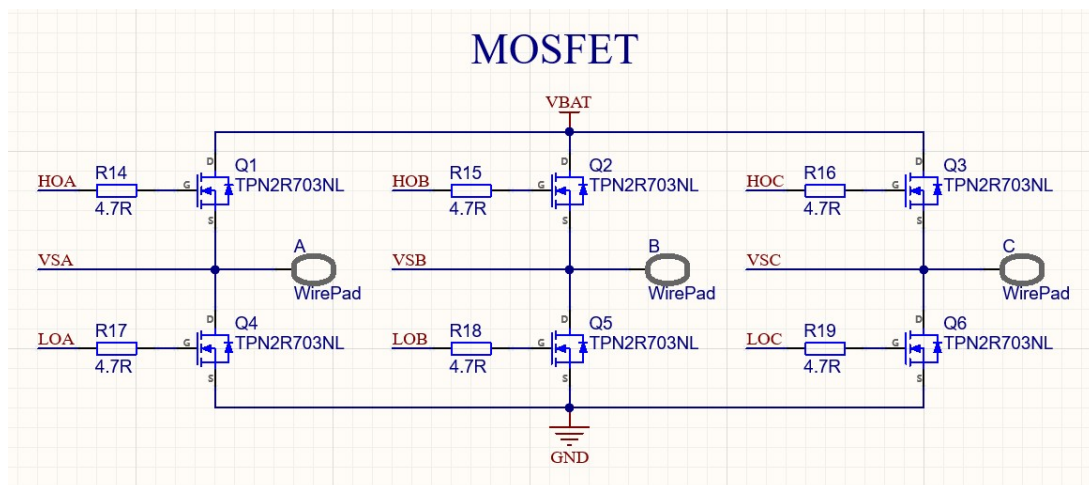 MOSFET
VBAT
D
Q1
TPN2R703NL
HOA
R14
4.7R
G
S
D
Q2
TPN2R703NL
HOB
R15
4.7R
G
S
D
Q3
TPN2R703NL
HOC
R16
4.7R
G
S
VSA
A
WirePad
VSB
B
WirePad
VSC
C
WirePad
D
Q4
TPN2R703NL
LOA
R17
4.7R
G
S
D
Q5
TPN2R703NL
LOB
R18
4.7R
G
S
D
Q6
TPN2R703NL
LOC
R19
4.7R
G
S
GND